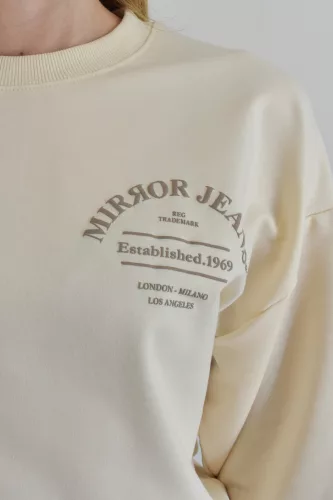 MIRЯOR JEANS
REG
TRADEMARK
Established.1969
LONDON - MILANO
LOS ANGELES